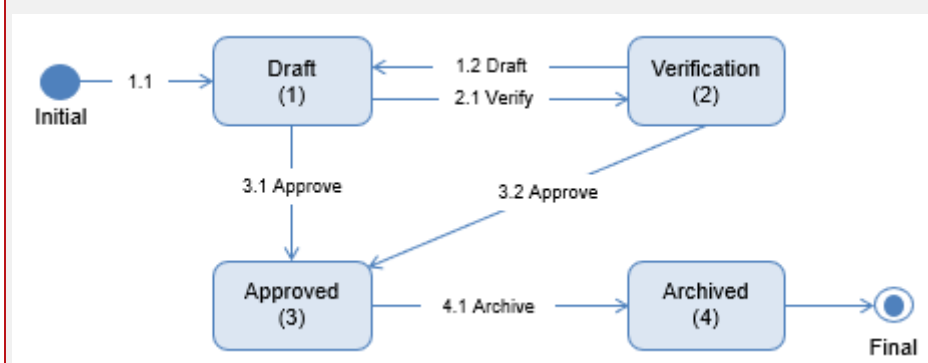 Draft
(1)
1.2 Draft
Verification
(2)
1.1
2.1 Verify
Initial
3.1 Approve
3.2 Approve
Approved
(3)
4.1 Archive
Archived
(4)
Final